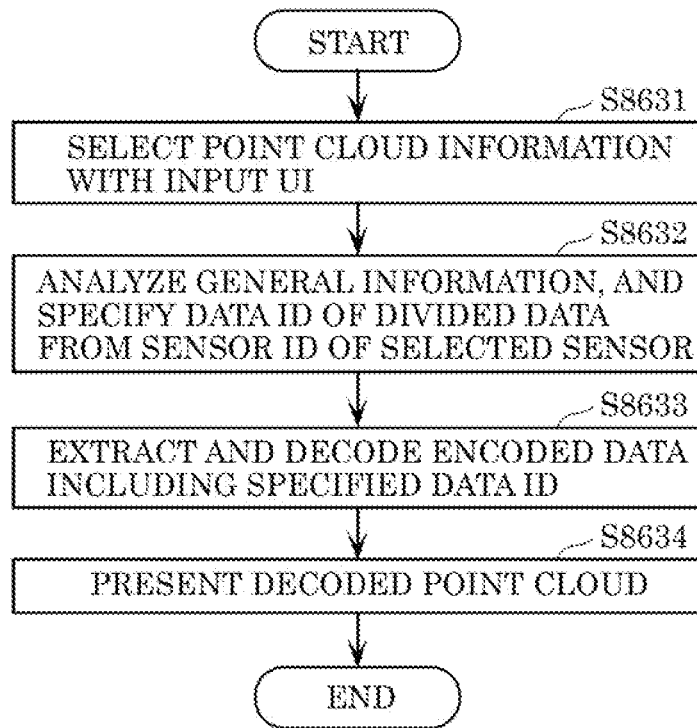 START
S8631
SELECT POINT CLOUD INFORMATION
WITH INPUT UI
S8632
ANALYZE GENERAL INFORMATION, AND
SPECIFY DATA ID OF DIVIDED DATA
FROM SENSOR ID OF SELECTED SENSOR
S8633
EXTRACT AND DECODE ENCODED DATA
INCLUDING SPECIFIED DATA ID
S8634
PRESENT DECODED POINT CLOUD
END